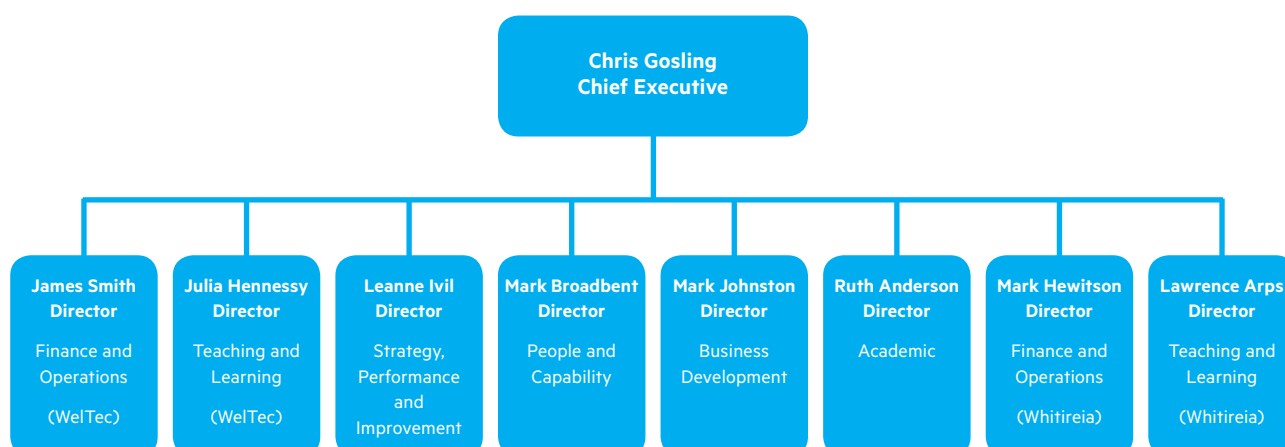 Chris Gosling
Chief Executive
James Smith
Director
Finance and
Operations
(WelTec)
Julia Hennessy
Director
Teaching and
Learning
(WelTec)
Leanne Ivil
Director
Strategy,
Performance
and
Improvement
Mark Broadbent
Director
People and
Capability
Mark Johnston
Director
Business
Development
Ruth Anderson
Director
Academic
Mark Hewitson
Director
Finance and
Operations
(Whitireia)
Lawrence Arps
Director
Teaching and
Learning
(Whitireia)